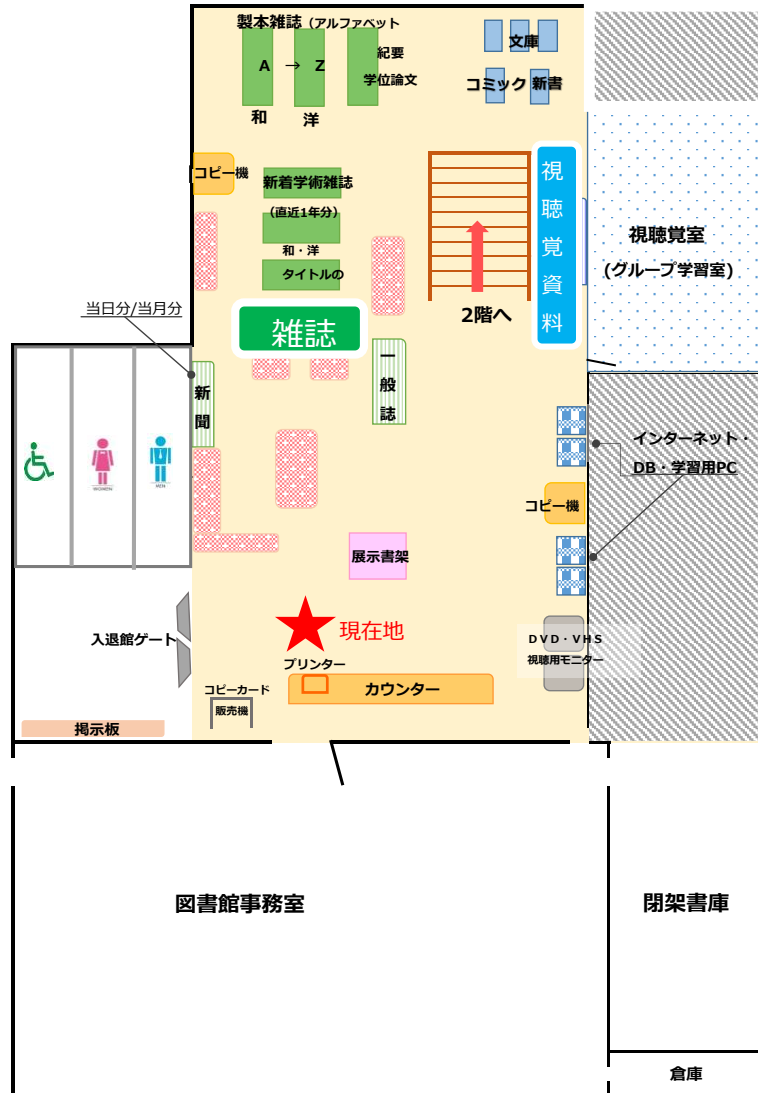 製本雑誌（アルファベット
A → Z
紀要
学位論文
和
洋
文庫
コミック
新書
コピー機
新着学術雑誌
（直近1年分）
和・洋
タイトルの
雑誌
2階へ
視聴覚資料
視聴覚室
(グループ学習室)
当日分/当月分
新聞
一般誌
WOMEN
MEN
インターネット・
DB・学習用PC
コピー機
展示書架
現在地
入退館ゲート
プリンター
カウンター
コピーカード
販売機
DVD・VHS
視聴用モニター
掲示板
図書館事務室
閉架書庫
倉庫